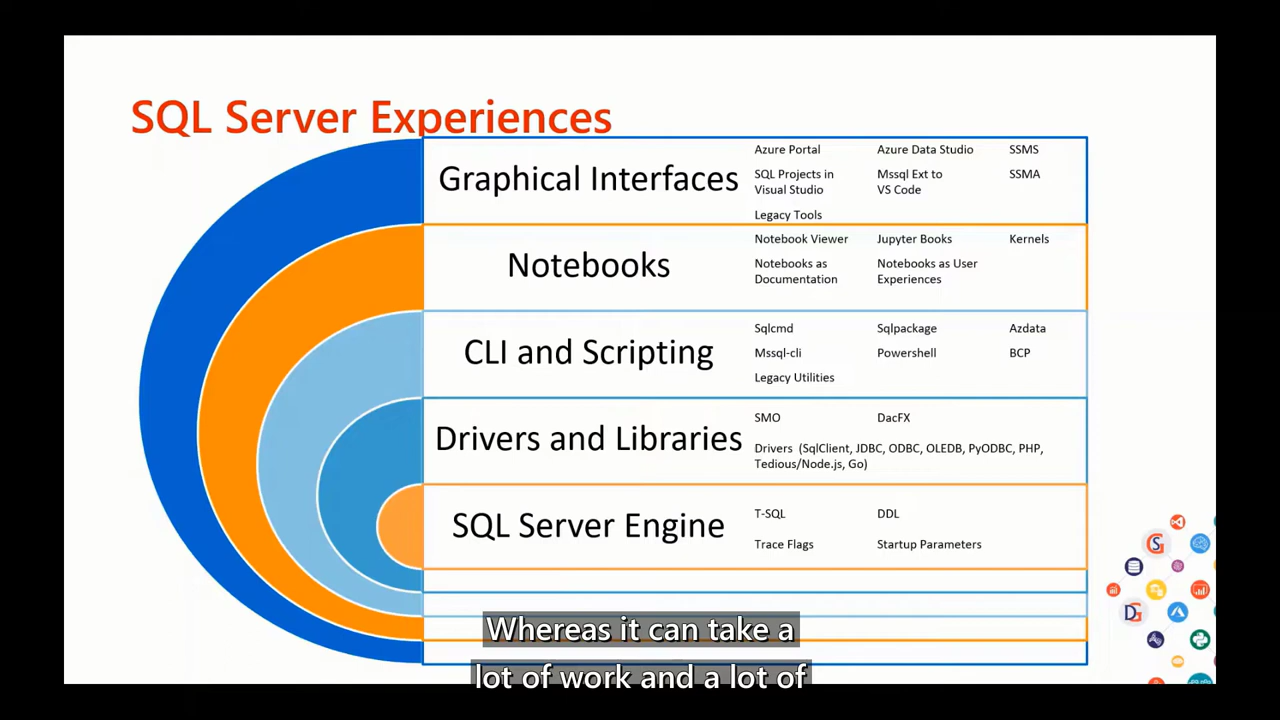 SQL Server Experiences
Graphical Interfaces
Azure Portal
Azure Data Studio
SSMS
SQL Projects in
Visual Studio
Mssql Ext to
VS Code
SSMA
Legacy Tools
Notebooks
Notebook Viewer
Jupyter Books
Kernels
Notebooks as
Documentation
Notebooks as User
Experiences
CLI and Scripting
Sqlcmd
Sqlpackage
Azdata
Mssql-cli
Powershell
BCP
Legacy Utilities
Drivers and Libraries
SMO
DacFX
Drivers (SqlClient, JDBC, ODBC, OLEDB, PyODBC, PHP,
Tedious/Node.js, Go)
SQL Server Engine
T-SQL
DDL
Trace Flags
Startup Parameters
S
DG
Whereas it can take a
lot of work and a lot of